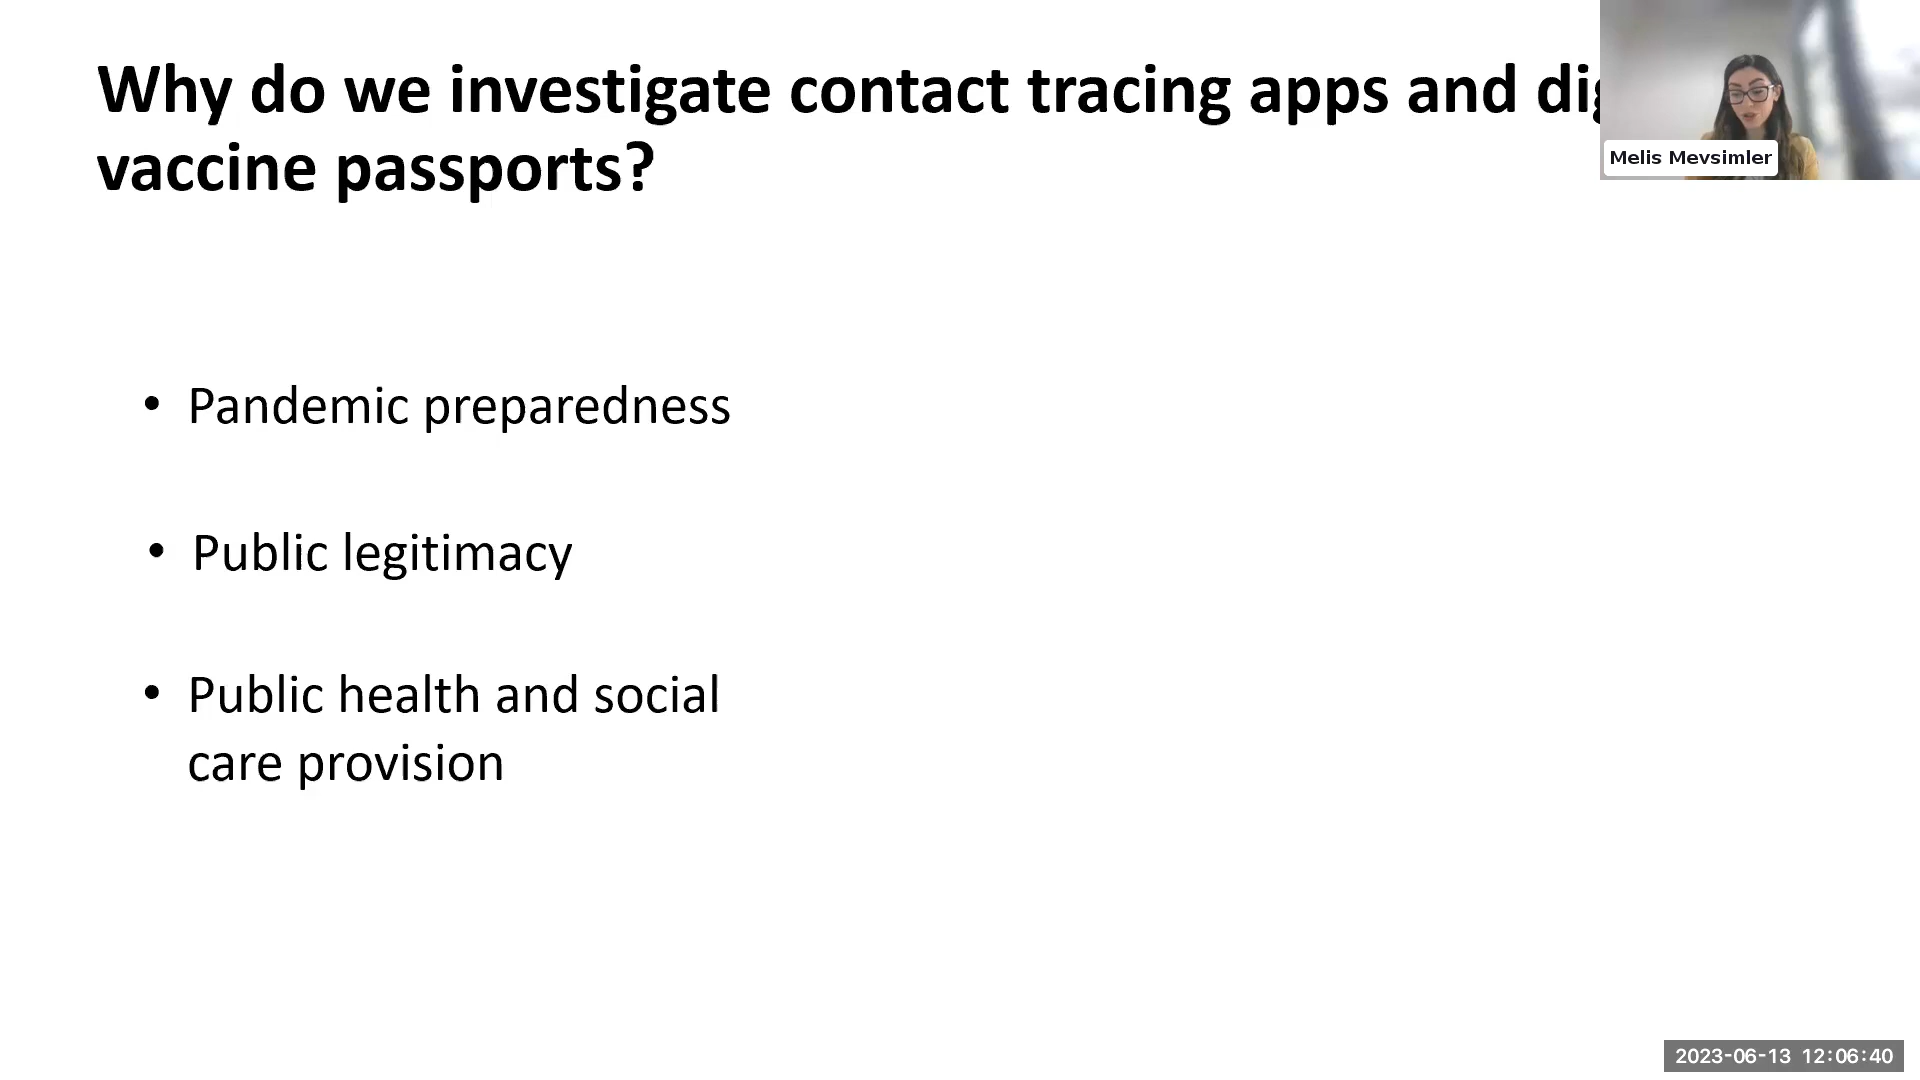 Why do we investigate contact tracing apps and
vaccine passports?
Melis Mevsimler
• Pandemic preparedness
• Public legitimacy
• Public health and social
care provision
2023-06-13 12:06:40